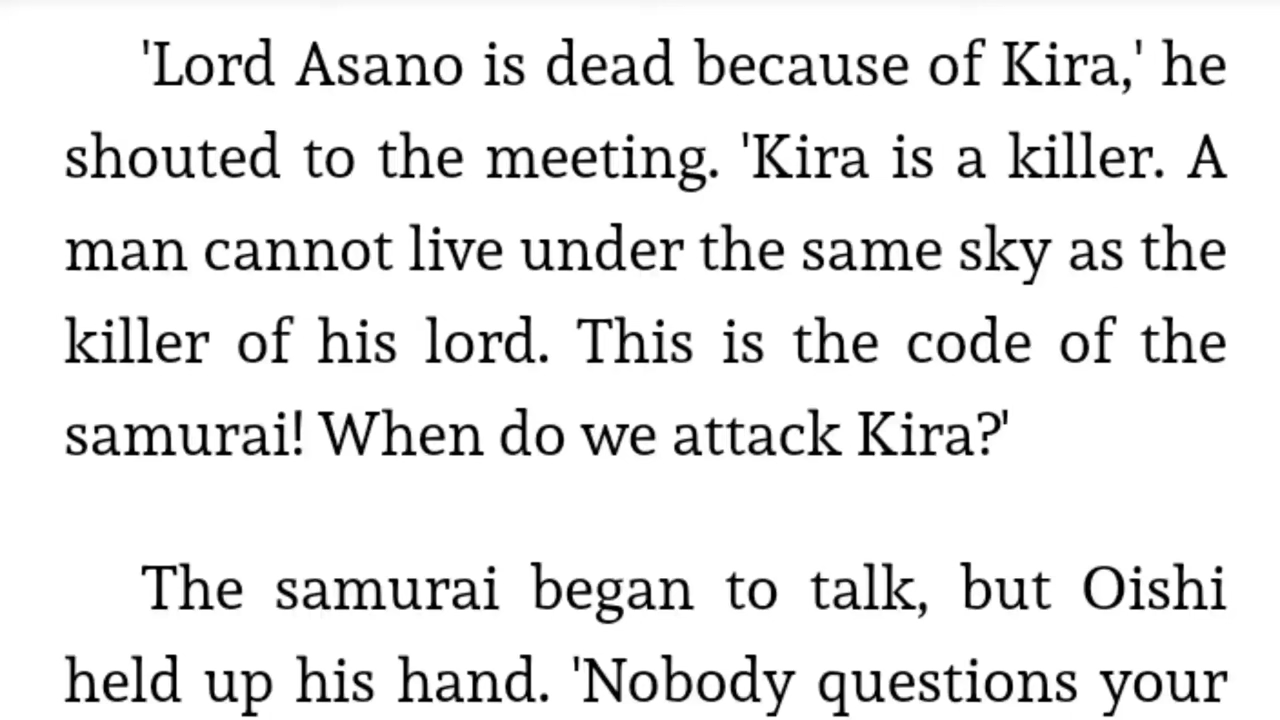 'Lord Asano is dead because of Kira,' he
shouted to the meeting. 'Kira is a killer. A
man cannot live under the same sky as the
killer of his lord. This is the code of the
samurai! When do we attack Kira?'
The samurai began to talk, but Oishi
held up his hand. 'Nobody questions your